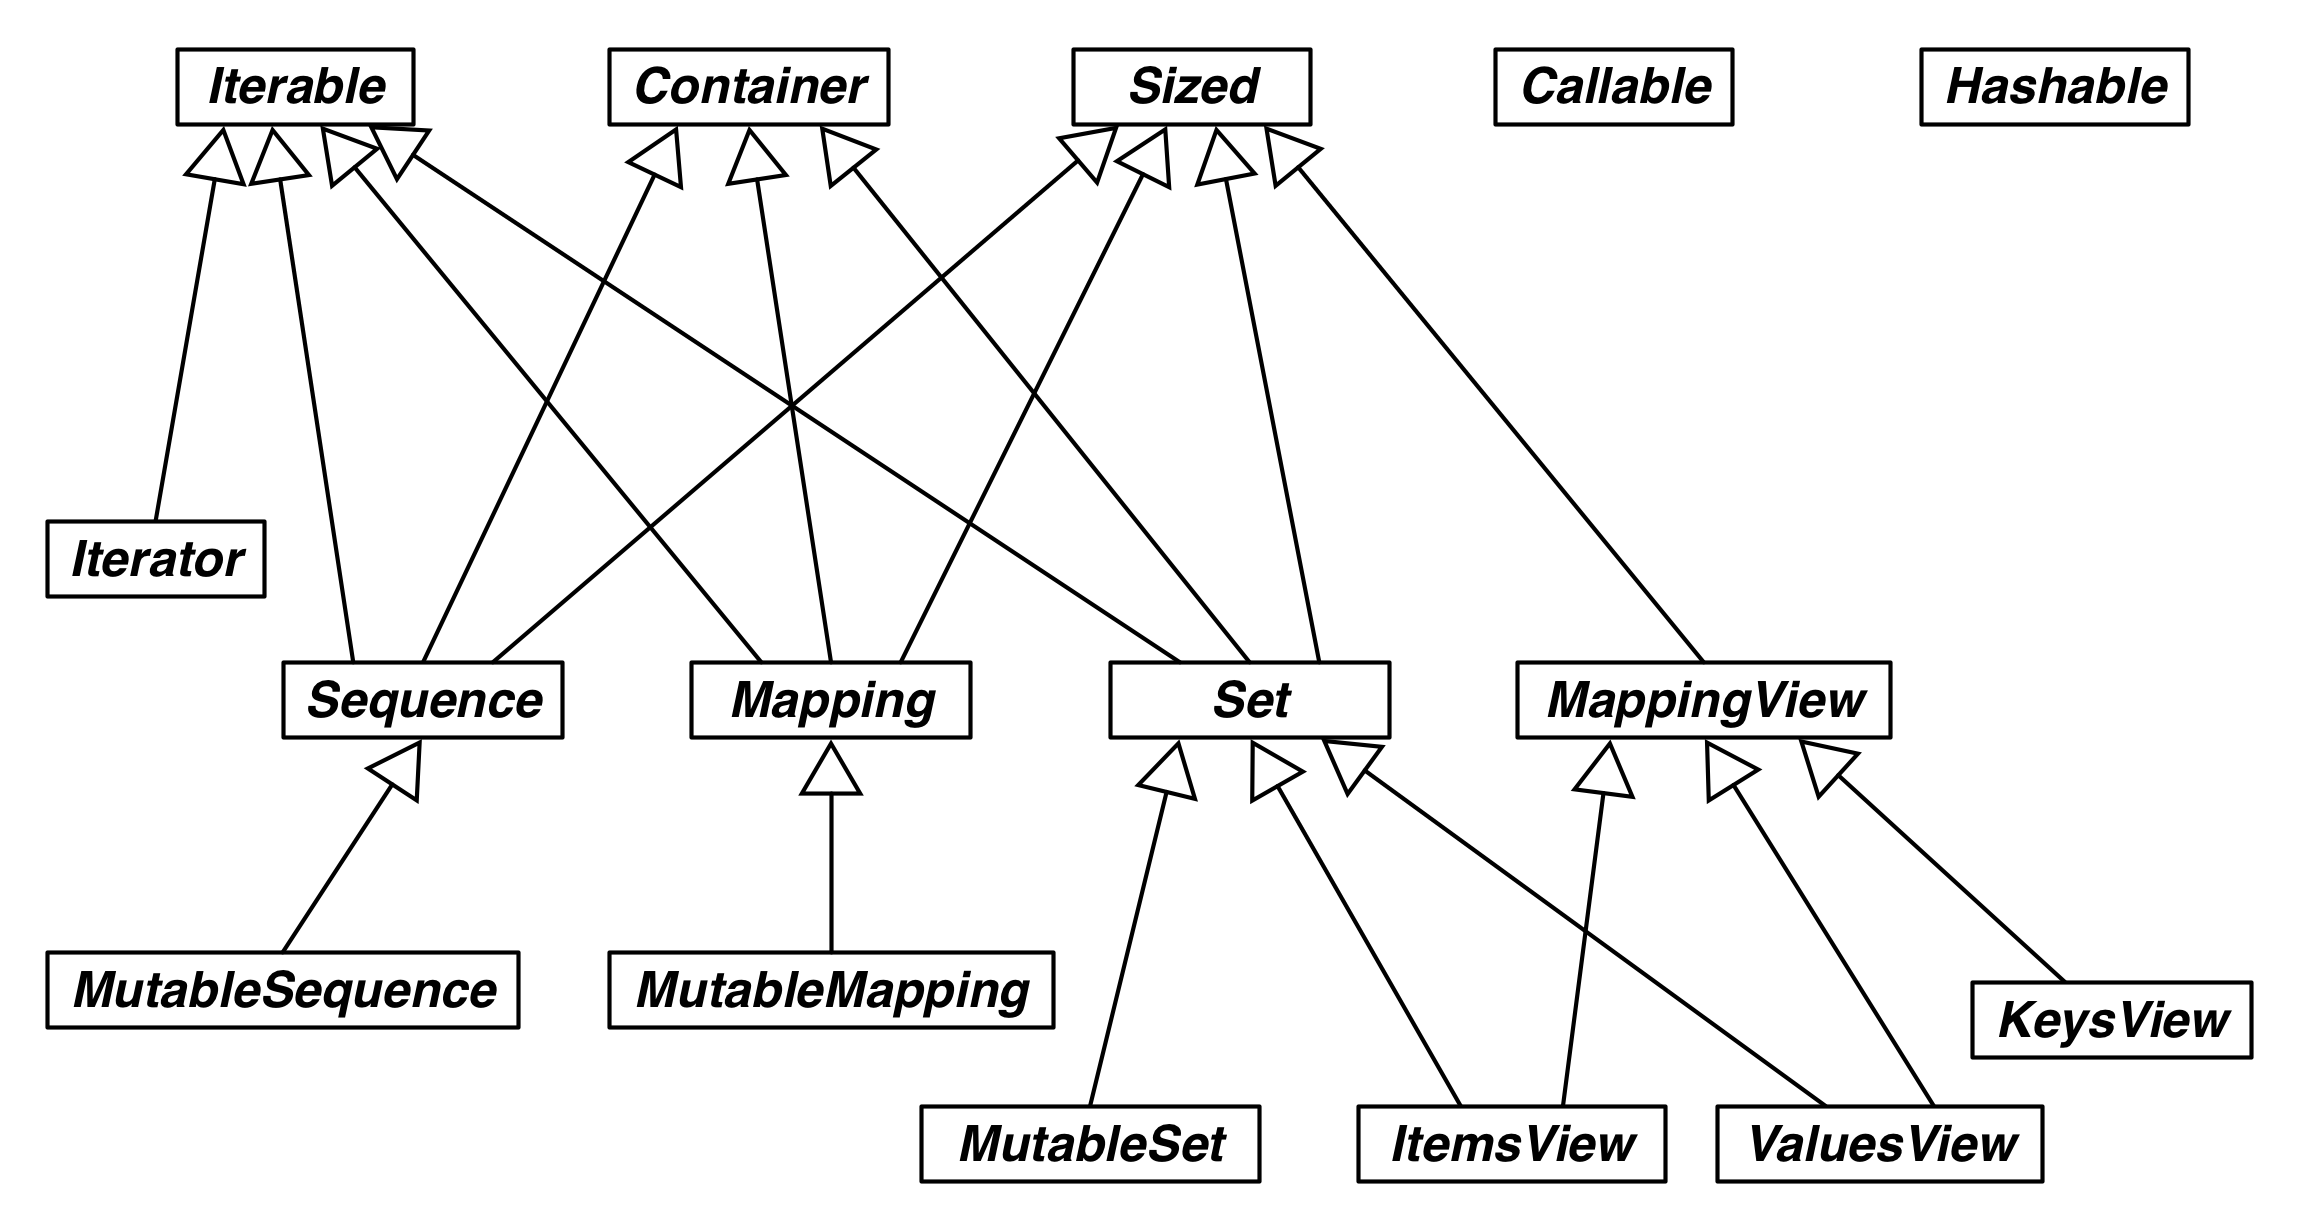 Iterable
Container
Sized
Callable
Hashable
Iterator
Sequence
Mapping
Set
MappingView
MutableSequence
MutableMapping
KeysView
MutableSet
ItemsView
ValuesView